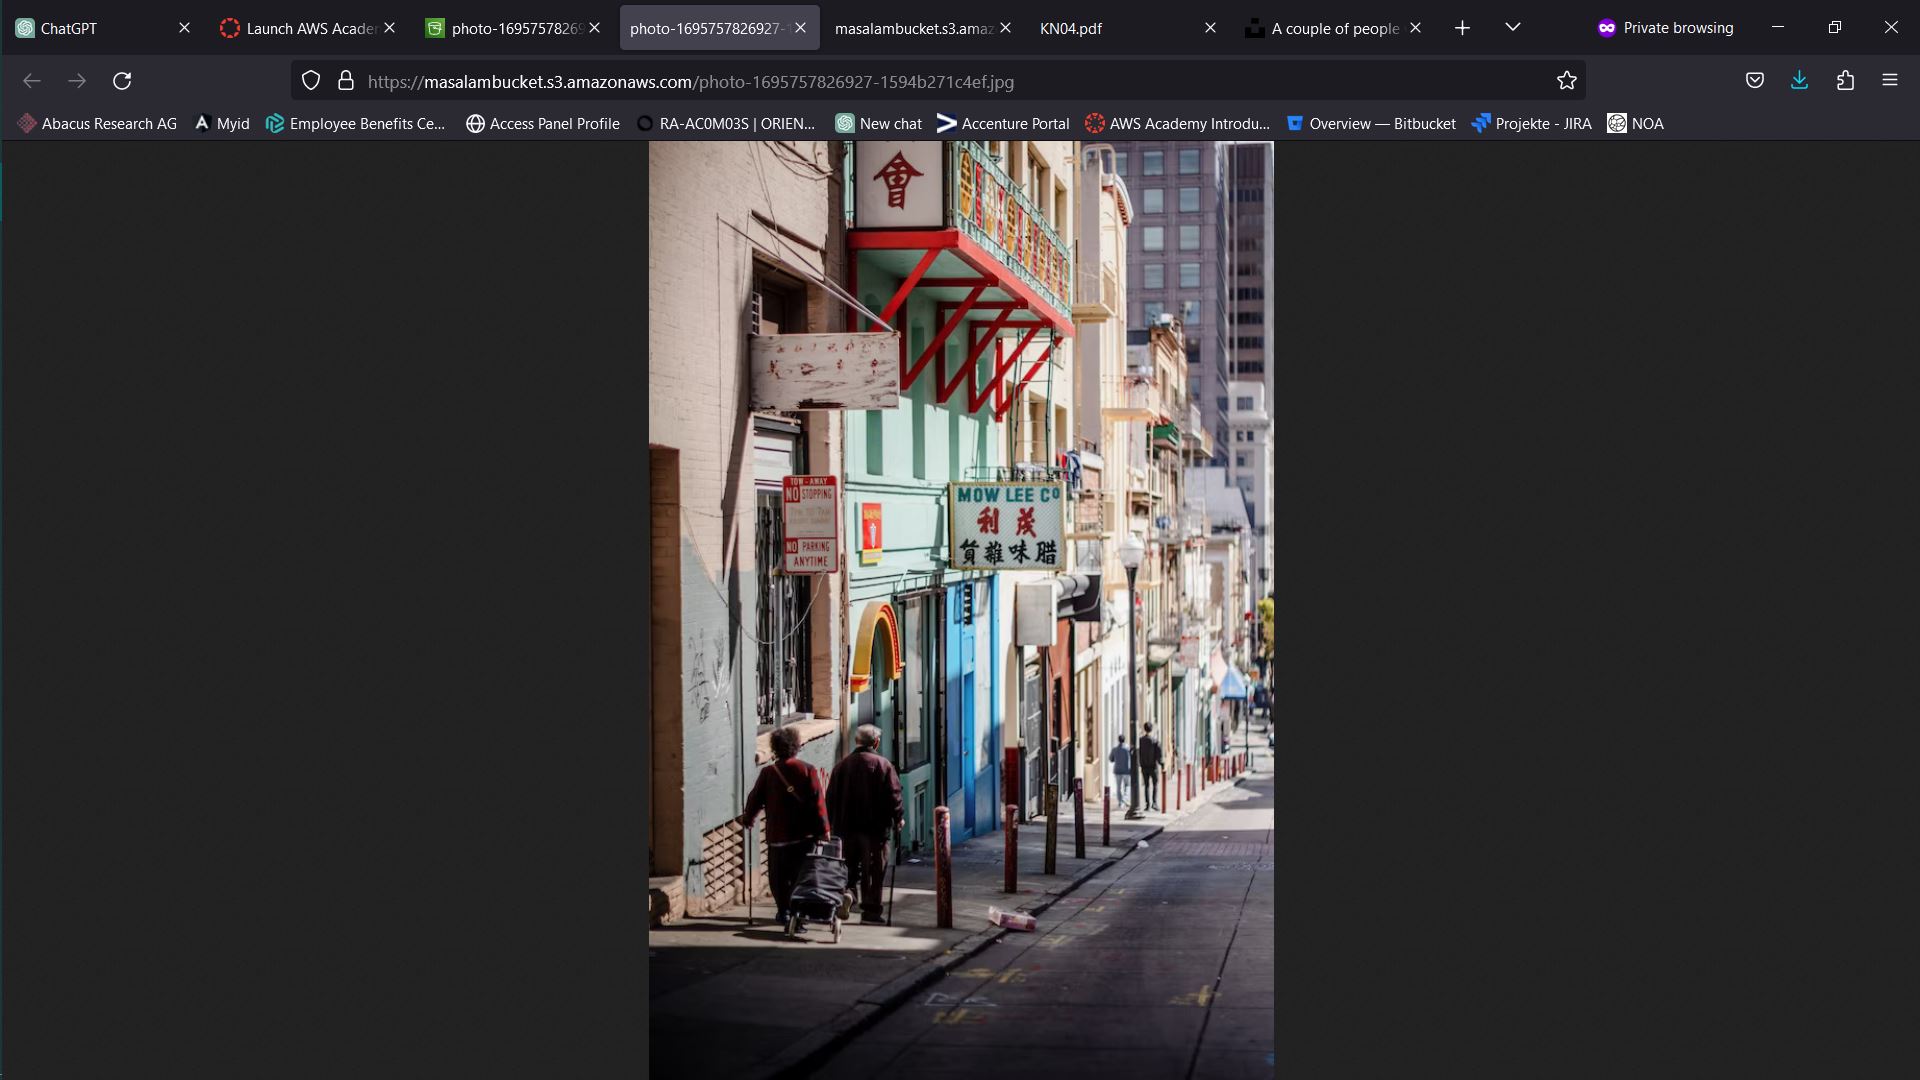 ChatGPT
Launch AWS Acader
photo-16957578269
photo-1695757826927-1
masalambucket.s3.amaz
KN04.pdf
A couple of people
Private browsing
https://masalambucket.s3.amazonaws.com/photo-1695757826927-1594b271c4ef.jpg
Abacus Research AG
Myid
Employee Benefits Ce...
Access Panel Profile
RA-AC0M03S | ORIEN...
New chat
Accenture Portal
AWS Academy Introdu...
Overview — Bitbucket
Projekte - JIRA
NOA
會
TOW-AWAY
NO STOPPING
NO PARKING
ANYTIME
MOW LEE Co
利 茂
質雜味腊